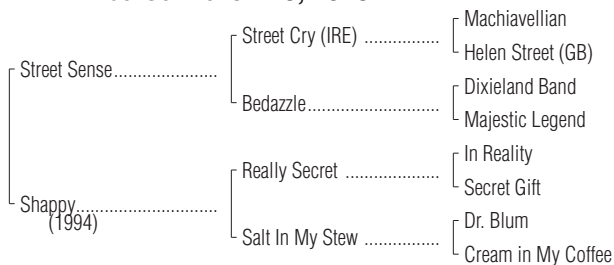 Machiavellian
Street Cry (IRE) ..................
Helen Street (GB)
Street Sense.........................
Dixieland Band
Bedazzle................................
Majestic Legend
In Reality
Really Secret .......................
Secret Gift
Shappy..................................
(1994)
Dr. Blum
Salt In My Stew ..................
Cream in My Coffee